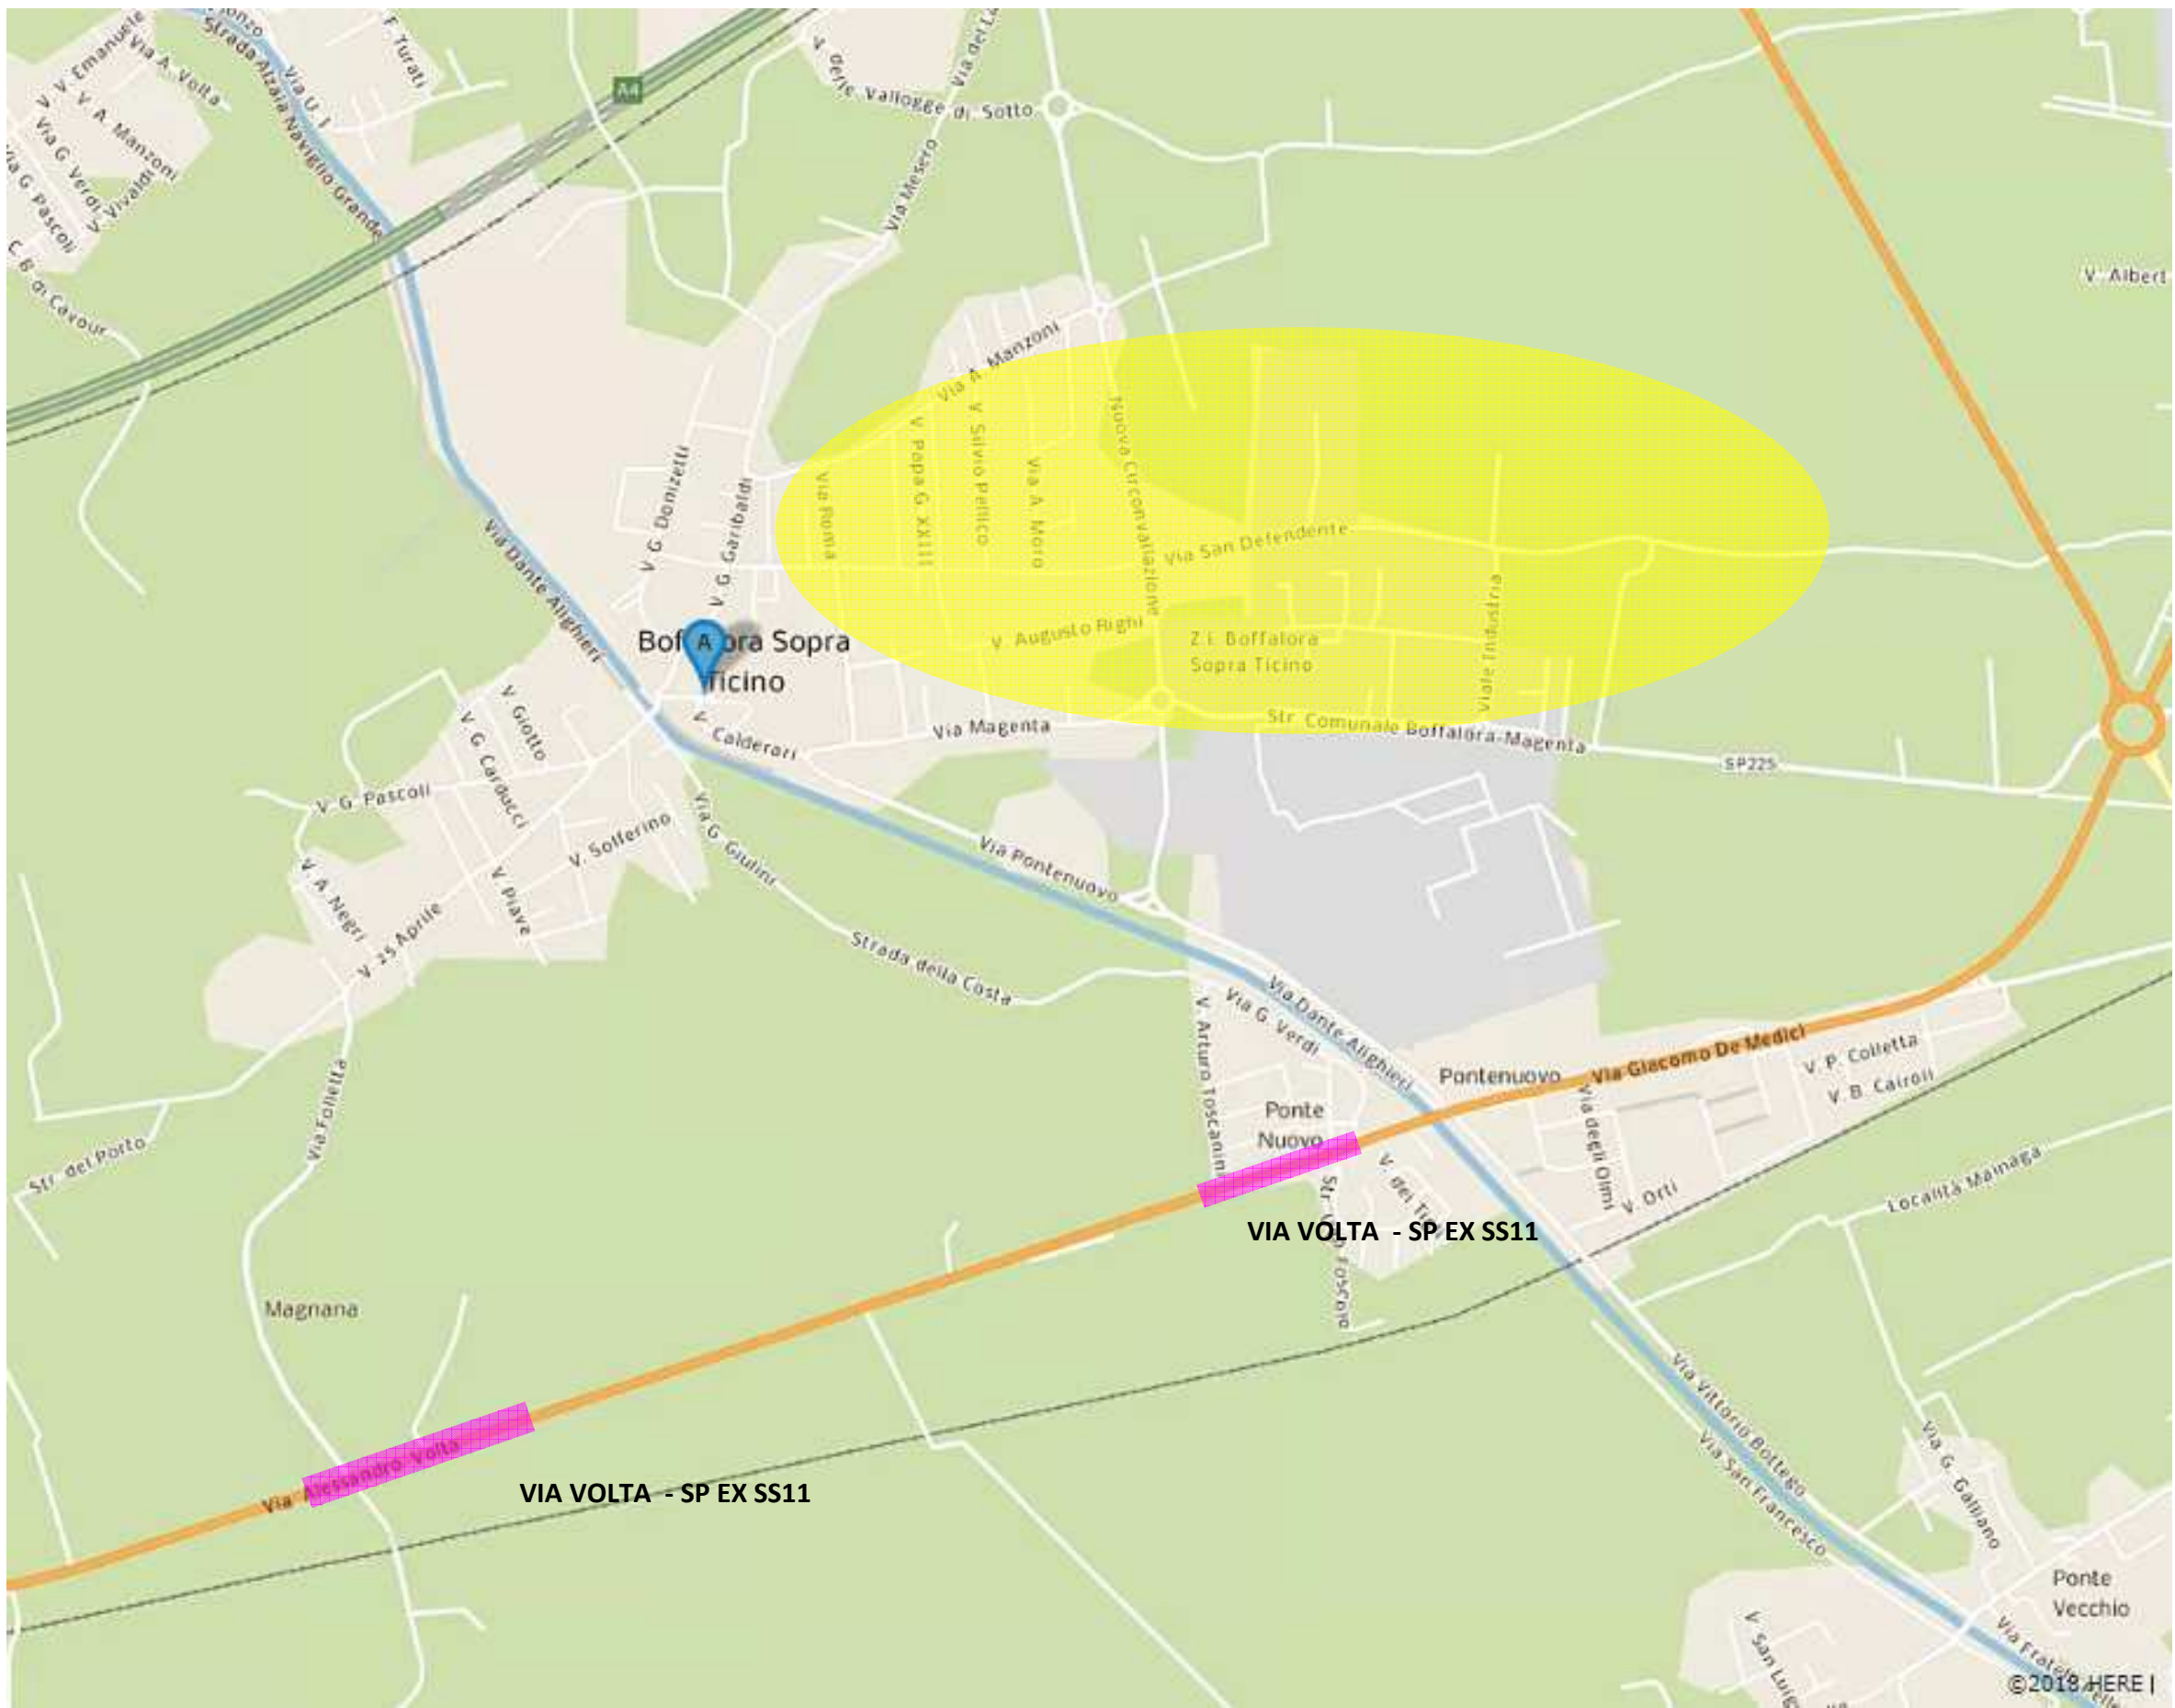 V. V. Emanuele
Via A. Volta
V. A. Manzoni
Via G. Verdi
V. Vivaldi
Via G. Pascoli
C. B. di Cavour
Strada Alzaia Naviglio Grande
Via U.
F. Turati
A4
V. delle Vallogge di Sotto
Via Mesero
V. Albert
Via A. Manzoni
V. Papa G. XXIII
V. Silvio Pellico
Via A. Moro
Via Roma
Nuova Circonvallazione
Via San Defendente
V. G. Donizetti
V. G. Garibaldi
Via Dante Alighieri
A
Sopra
Ticino
V. Augusto Righi
Z.i. Boffalora
Sopra Ticino
Viale Industria
V. Calderari
Via Magenta
Str. Comunale Boffalora-Magenta
SP225
V. Giotto
V. G. Carducci
V. G. Pascoli
V. Solferino
V. Piave
V. A. Negri
V. 25 Aprile
Via G. Giulini
Via Pontenuovo
Strada della Costa
Via Dante Alighieri
Via G. Verdi
V. Arturo Toscanini
Pontenuovo
Via Giacomo De Medici
V. P. Colletta
V. B. Cairoli
Ponte
Nuovo
Via degli Olmi
V. Orti
Località Mainaga
Via Folletta
Str. del Porto
V. dei
Str.
Foscolo
VIA VOLTA - SP EX SS11
Magnana
Via Alessandro Volta
VIA VOLTA - SP EX SS11
Via Vittorio Bottego
Via San Francesco
Via G. Galliano
Ponte
Vecchio
V. San Luigi
©2018 HERE |